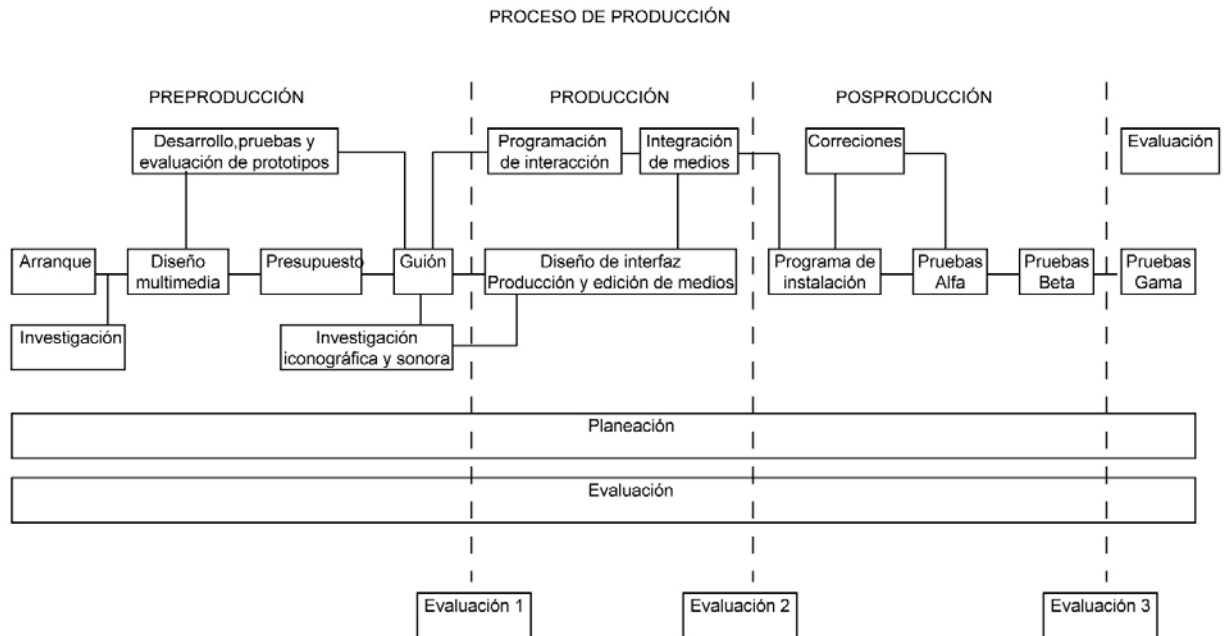 PROCESO DE PRODUCCIÓN
PREPRODUCCIÓN
PRODUCCIÓN
POSPRODUCCIÓN
Desarrollo,pruebas y
evaluación de prototipos
Programación
de interacción
Integración
de medios
Correciones
Evaluación
Arranque
Diseño
multimedia
Presupuesto
Guión
Diseño de interfaz
Producción y edición de medios
Programa de
instalación
Pruebas
Alfa
Pruebas
Beta
Pruebas
Gama
Investigación
Investigación
iconográfica y sonora
Planeación
Evaluación
Evaluación 1
Evaluación 2
Evaluación 3